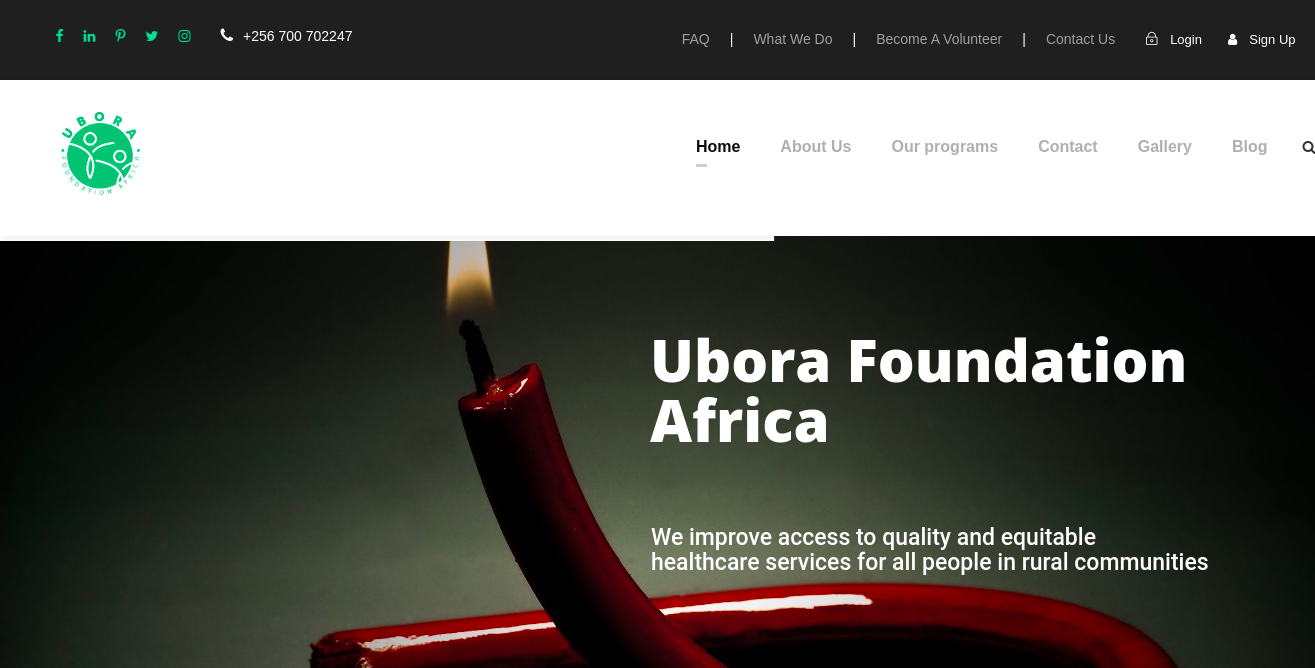 +256 700 702247
FAQ | What We Do | Become A Volunteer | Contact Us Login Sign Up
UBORA
FOUNDATION AFRICA
Home About Us Our programs Contact Gallery Blog
Ubora Foundation
Africa
We improve access to quality and equitable
healthcare services for all people in rural communities